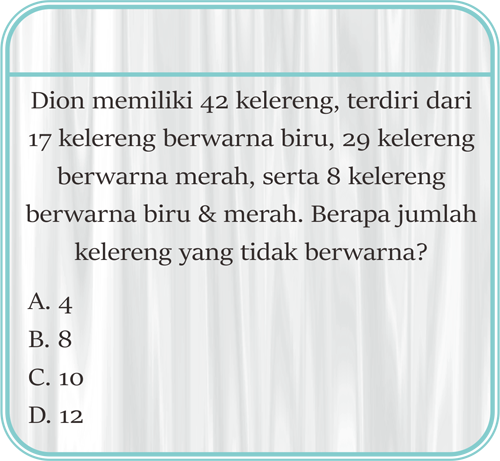 Dion memiliki 42 kelereng, terdiri dari
17 kelereng berwarna biru, 29 kelereng
berwarna merah, serta 8 kelereng
berwarna biru & merah. Berapa jumlah
kelereng yang tidak berwarna?
A. 4
B. 8
C. 10
D. 12